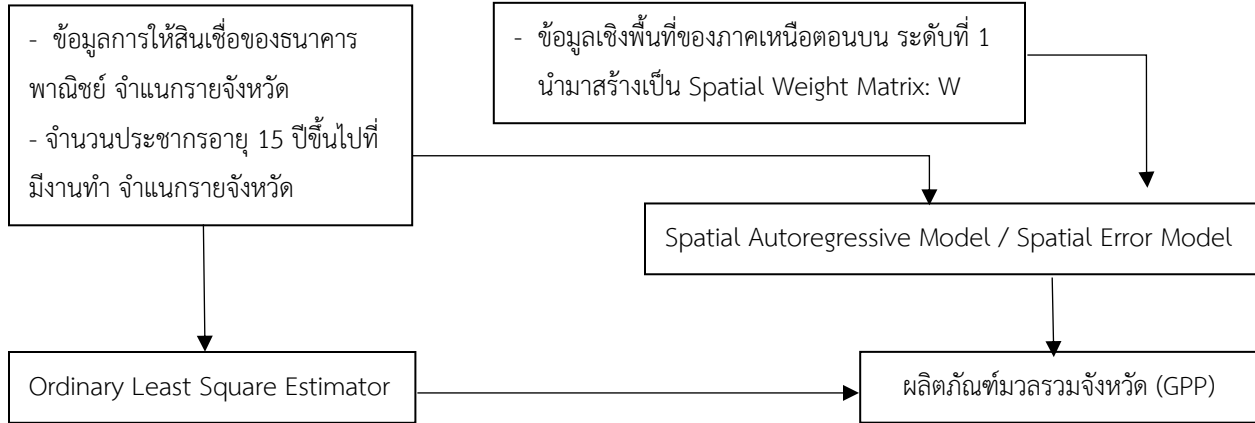 - ข้อมูลการให้สินเชื่อของธนาคาร
พาณิชย์ จำแนกรายจังหวัด
- จำนวนประชากรอายุ 15 ปีขึ้นไปที่
มีงานทำ จำแนกรายจังหวัด
- ข้อมูลเชิงพื้นที่ของภาคเหนือตอนบน ระดับที่ 1
นำมาสร้างเป็น Spatial Weight Matrix: W
Spatial Autoregressive Model / Spatial Error Model
Ordinary Least Square Estimator
ผลิตภัณฑ์มวลรวมจังหวัด (GPP)